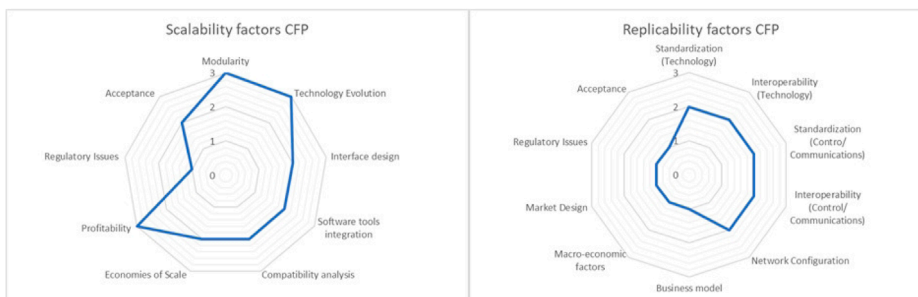 Scalability factors CFP
Modularity
3
Acceptance
Technology Evolution
2
1
Regulatory Issues
Interface design
0
Profitability
Software tools
integration
Economies of Scale
Compatibility analysis
Replicability factors CFP
Standardization
(Technology)
3
Acceptance
Interoperability
(Technology)
2
Regulatory Issues
1
Standardization
(Contro/
Communications)
0
Market Design
Interoperability
(Control/
Communications)
Macro-economic
factors
Network Configuration
Business model